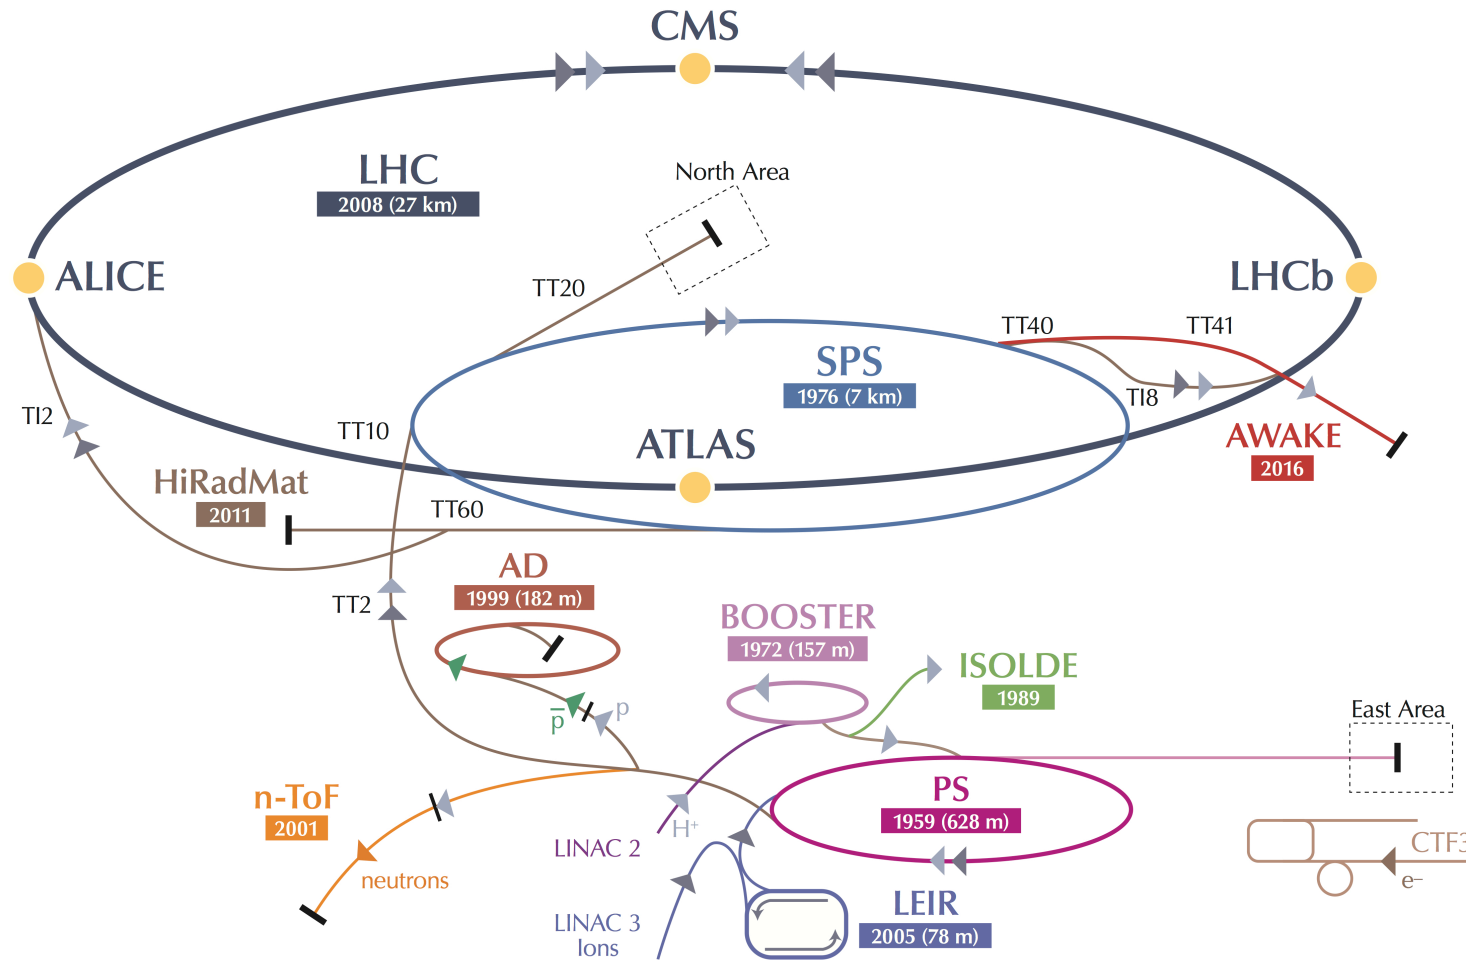 CMS
LHC
2008 (27 km)
North Area
ALICE
LHCb
TT20
TT40
TT41
SPS
1976 (7 km)
TI8
TI2
TT10
ATLAS
AWAKE
2016
HiRadMat
2011
TT60
AD
1999 (182 m)
TT2
BOOSTER
1972 (157 m)
ISOLDE
1989
p̅
p
East Area
n-ToF
2001
PS
1959 (628 m)
H⁺
LINAC 2
neutrons
CTF3
e–
LEIR
2005 (78 m)
LINAC 3
Ions